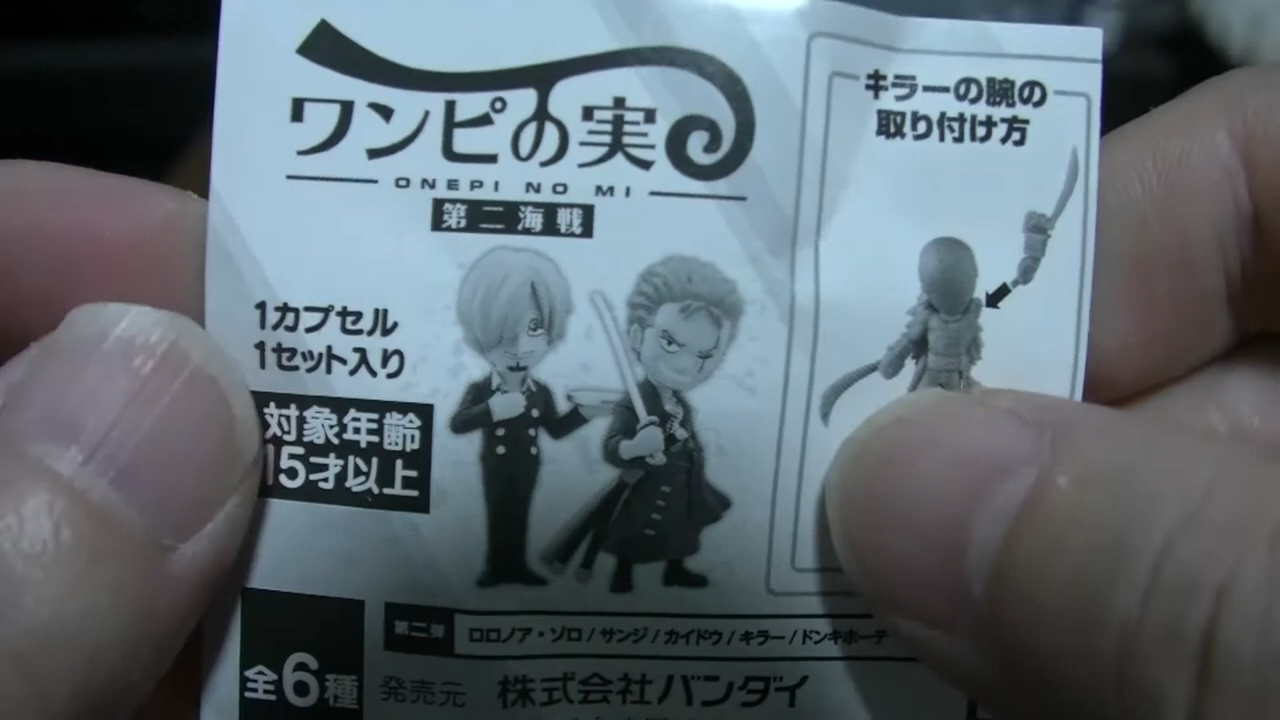 ワンピの実
ONEPI NO MI
第二海戦
キラーの腕の
取り付け方
1カプセル
1セット入り
対象年齢
15才以上
全6種
第二弾
ロロノア・ゾロ/サンジ/カイドウ/キラー/ドンキホーテ
発売元 株式会社バンダイ